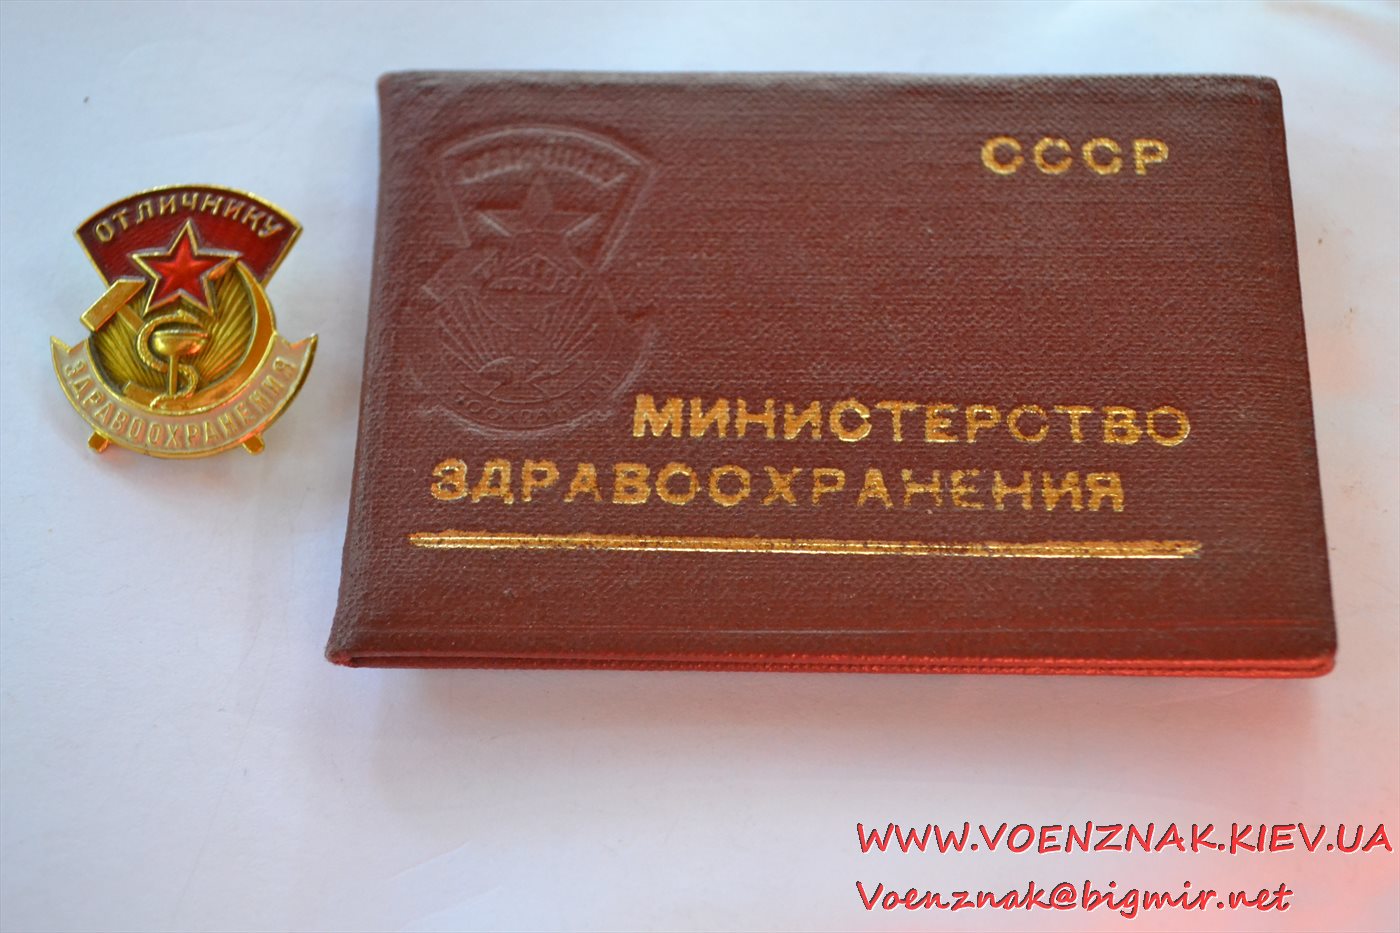 ОТЛИЧНИКУ
ЗДРАВООХРАНЕНИЯ
СССР
МИНИСТЕРСТВО
ЗДРАВООХРАНЕНИЯ
WWW.VOENZNAK.KIEV.UA
Voenznak@bigmir.net